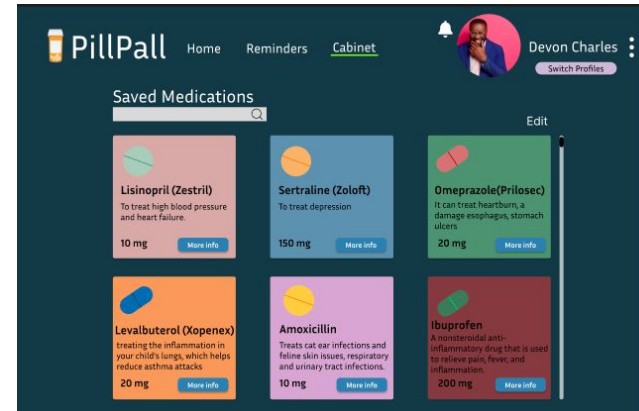 PillPall
Home
Reminders
Cabinet
Devon Charles
Switch Profiles
Saved Medications
Edit
Lisinopril (Zestril)
To treat high blood pressure
and heart failure.
10 mg
More info
Sertraline (Zoloft)
To treat depression
150 mg
More info
Omeprazole(Prilosec)
It can treat heartburn, a
damage esophagus, stomach
ulcers
20 mg
More info
Levalbuterol (Xopenex)
treating the inflammation in
your child's lungs, which helps
reduce asthma attacks
20 mg
More info
Amoxicillin
Treats cat ear infections and
feline skin issues, respiratory
and urinary tract infections.
10 mg
More info
Ibuprofen
A nonsteroidal anti-
inflammatory drug that is used
to relieve pain, fever, and
inflammation.
200 mg
More info